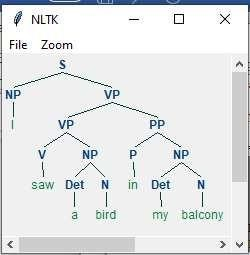 NLTK
File Zoom
S
NP VP
I VP PP
V NP P NP
saw Det N in Det N
a bird my balcony